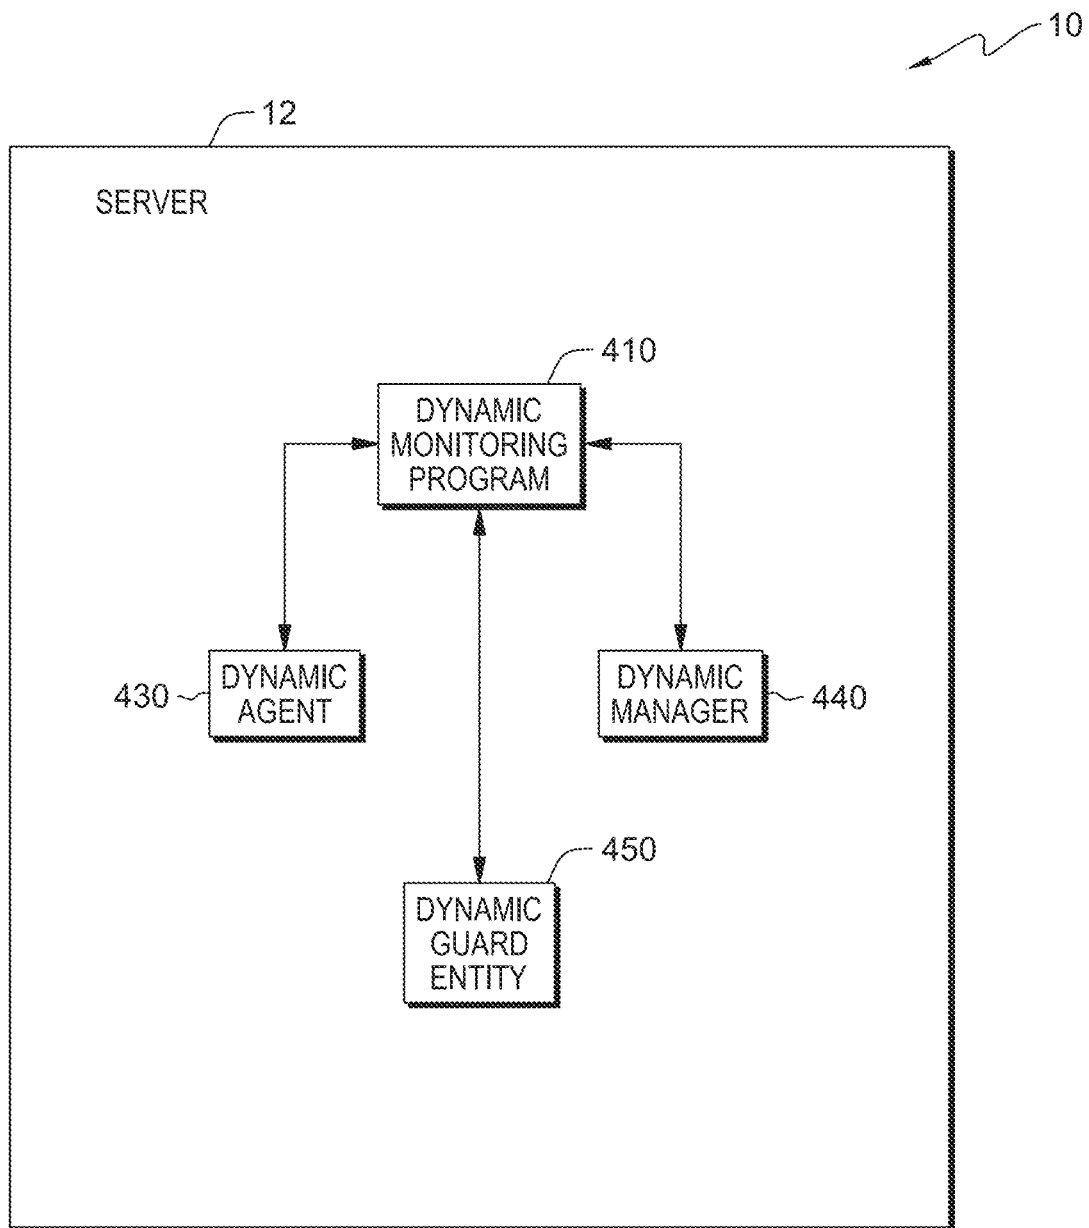 10
12
SERVER
410
DYNAMIC
MONITORING
PROGRAM
430
DYNAMIC
AGENT
DYNAMIC
MANAGER
440
450
DYNAMIC
GUARD
ENTITY